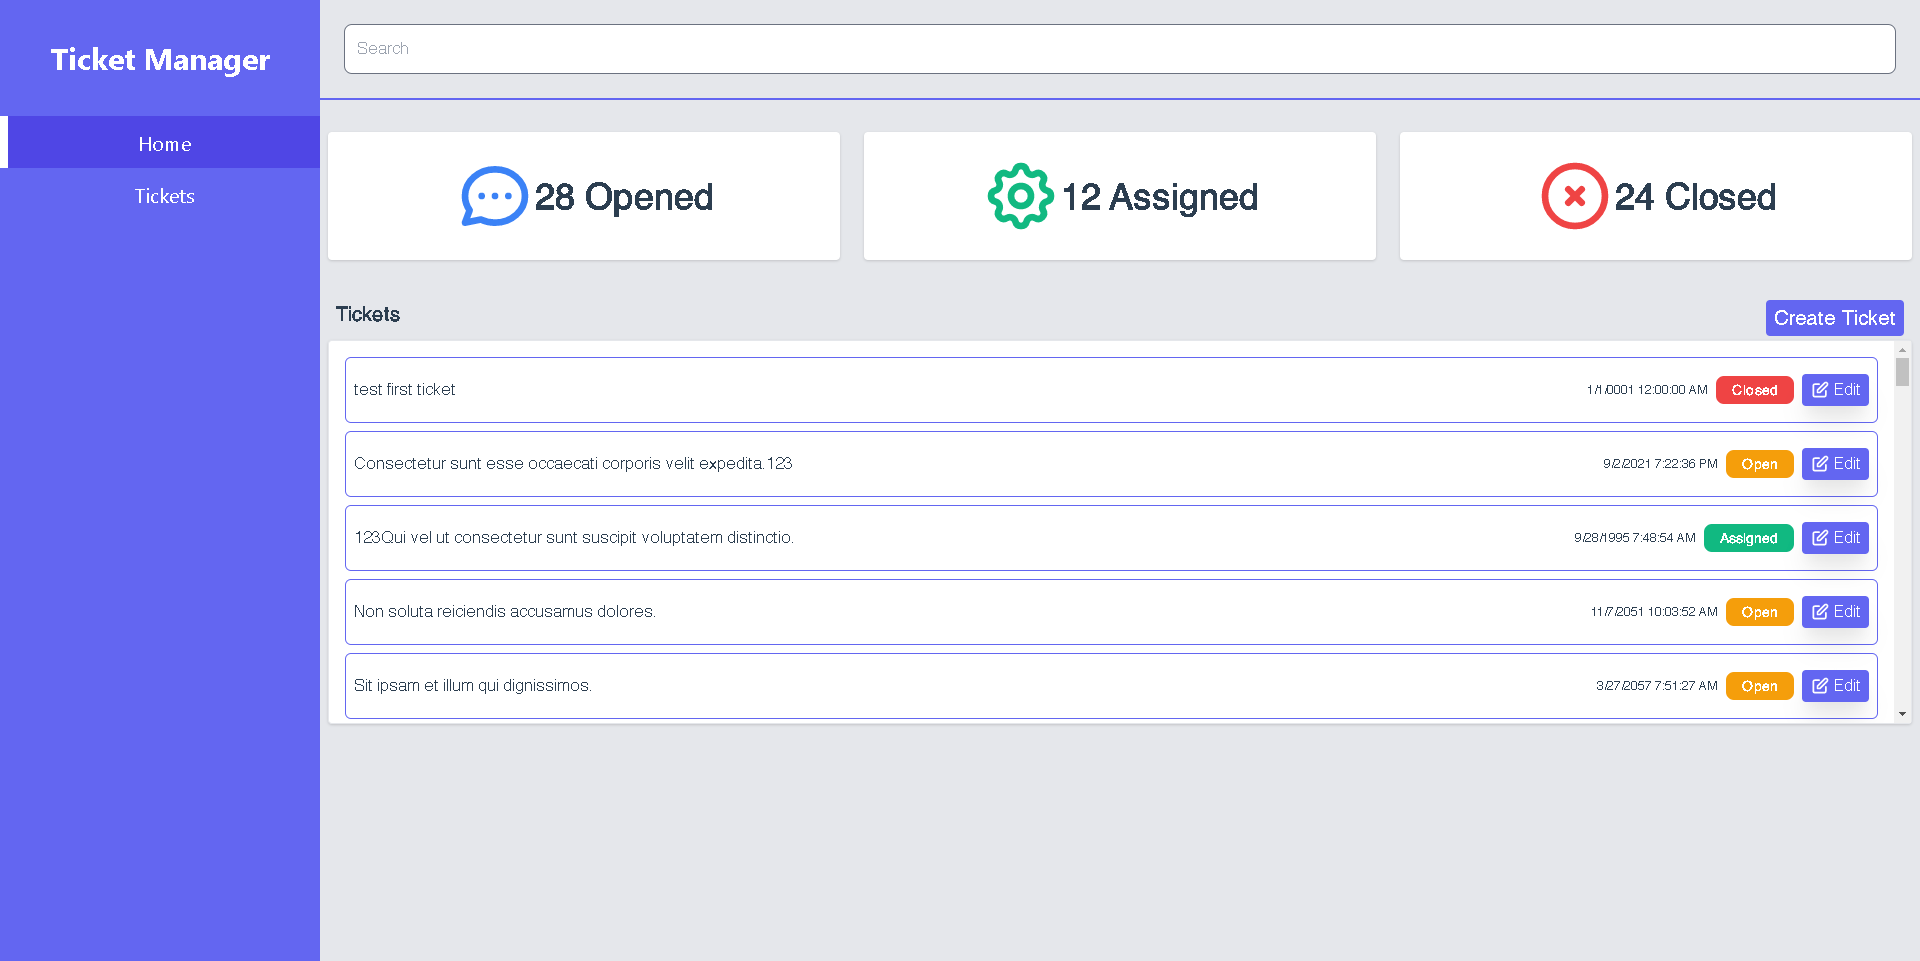 Ticket Manager
Home
Tickets
Search
28 Opened
12 Assigned
24 Closed
Tickets
Create Ticket
test first ticket 1/1/0001 12:00:00 AM Closed Edit
Consectetur sunt esse occaecati corporis velit expedita.123 9/2/2021 7:22:36 PM Open Edit
123Qui vel ut consectetur sunt suscipit voluptatem distinctio. 9/28/1995 7:48:54 AM Assigned Edit
Non soluta reiciendis accusamus dolores. 11/7/2051 10:03:52 AM Open Edit
Sit ipsam et illum qui dignissimos. 3/27/2057 7:51:27 AM Open Edit